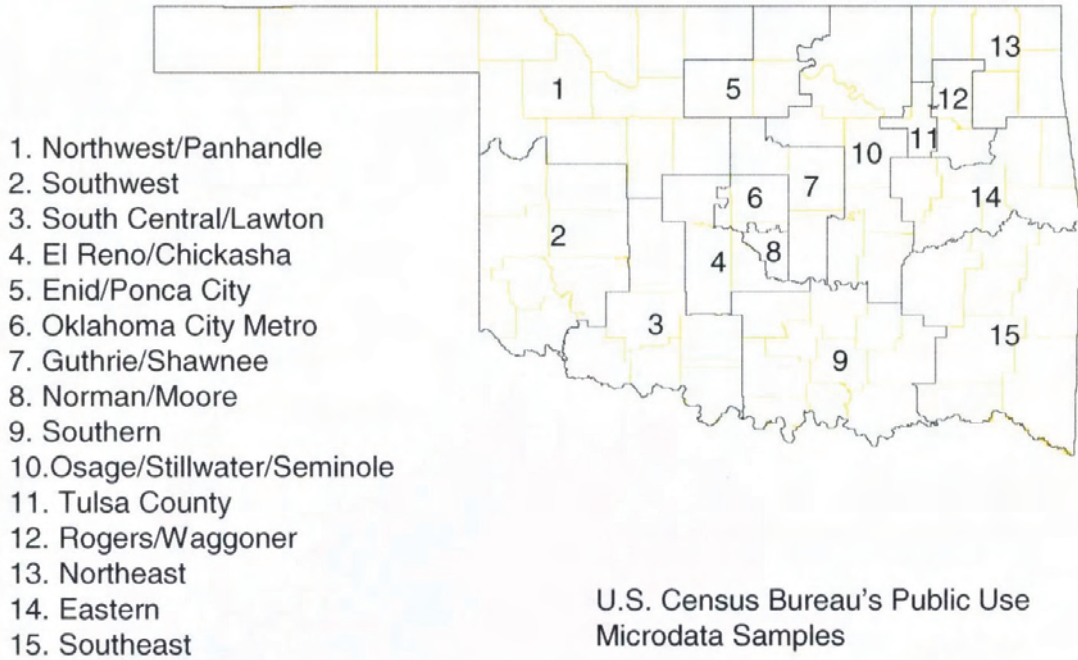 1. Northwest/Panhandle
2. Southwest
3. South Central/Lawton
4. El Reno/Chickasha
5. Enid/Ponca City
6. Oklahoma City Metro
7. Guthrie/Shawnee
8. Norman/Moore
9. Southern
10.Osage/Stillwater/Seminole
11. Tulsa County
12. Rogers/Waggoner
13. Northeast
14. Eastern
15. Southeast
13
1
5
12
11
10
7
6
14
2
8
4
3
15
9
U.S. Census Bureau's Public Use
Microdata Samples